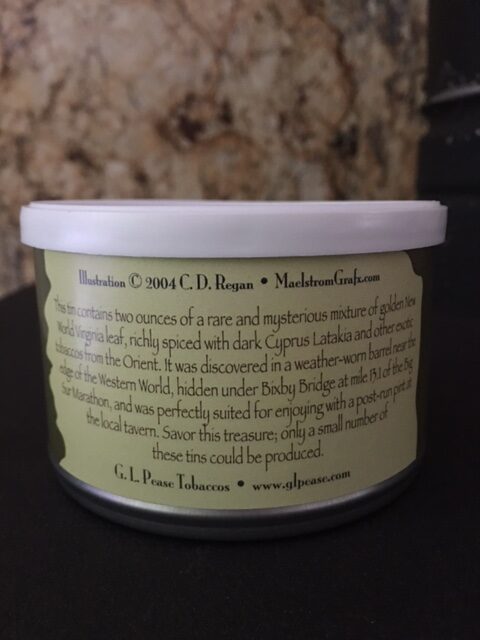 Illustration © 2004 C. D. Regan • MaelstromGrafx.com
This tin contains two ounces of a rare and mysterious mixture of golden New
World Virginia leaf, richly spiced with dark Cyprus Latakia and other exotic
tobaccos from the Orient. It was discovered in a weather-worn barrel near the
edge of the Western World, hidden under Bixby Bridge at mile 13.1 of the Big
Sur Marathon, and was perfectly suited for enjoying with a post-run pint at
the local tavern. Savor this treasure; only a small number of
these tins could be produced.
G. L. Pease Tobaccos • www.glpease.com